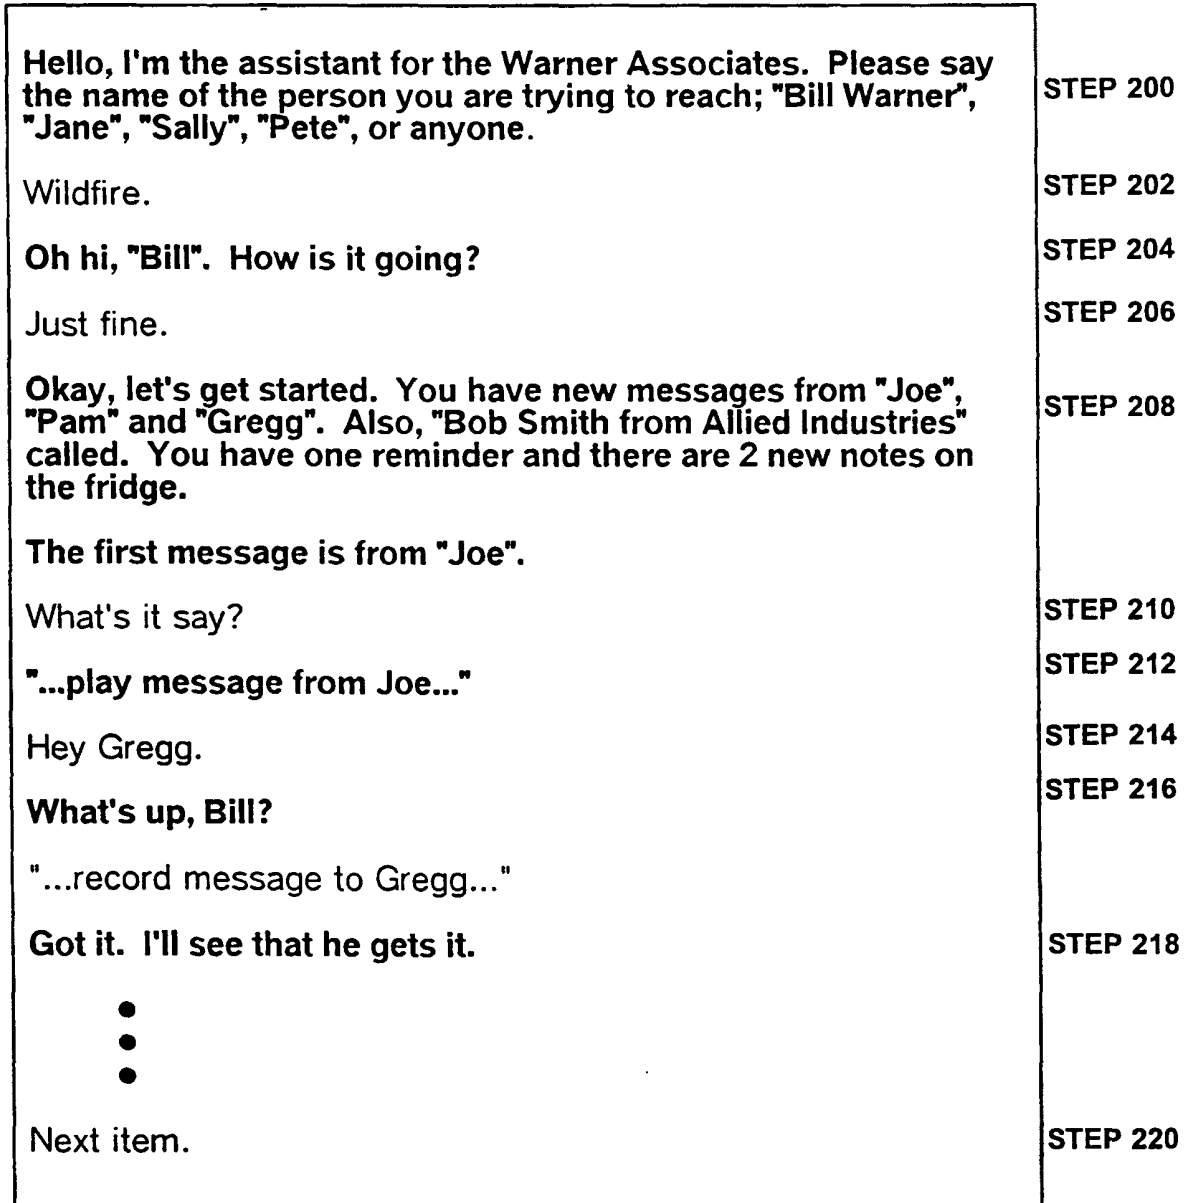 Hello, I'm the assistant for the Warner Associates.  Please say
the name of the person you are trying to reach; "Bill Warner",
"Jane", "Sally", "Pete", or anyone.
STEP 200
Wildfire.
STEP 202
Oh hi, "Bill".  How is it going?
STEP 204
Just fine.
STEP 206
Okay, let's get started.  You have new messages from "Joe",
"Pam" and "Gregg".  Also, "Bob Smith from Allied Industries"
called.  You have one reminder and there are 2 new notes on
the fridge.
STEP 208
The first message is from "Joe".
What's it say?
STEP 210
"...play message from Joe..."
STEP 212
Hey Gregg.
STEP 214
What's up, Bill?
STEP 216
"...record message to Gregg..."
Got it.  I'll see that he gets it.
STEP 218
Next item.
STEP 220